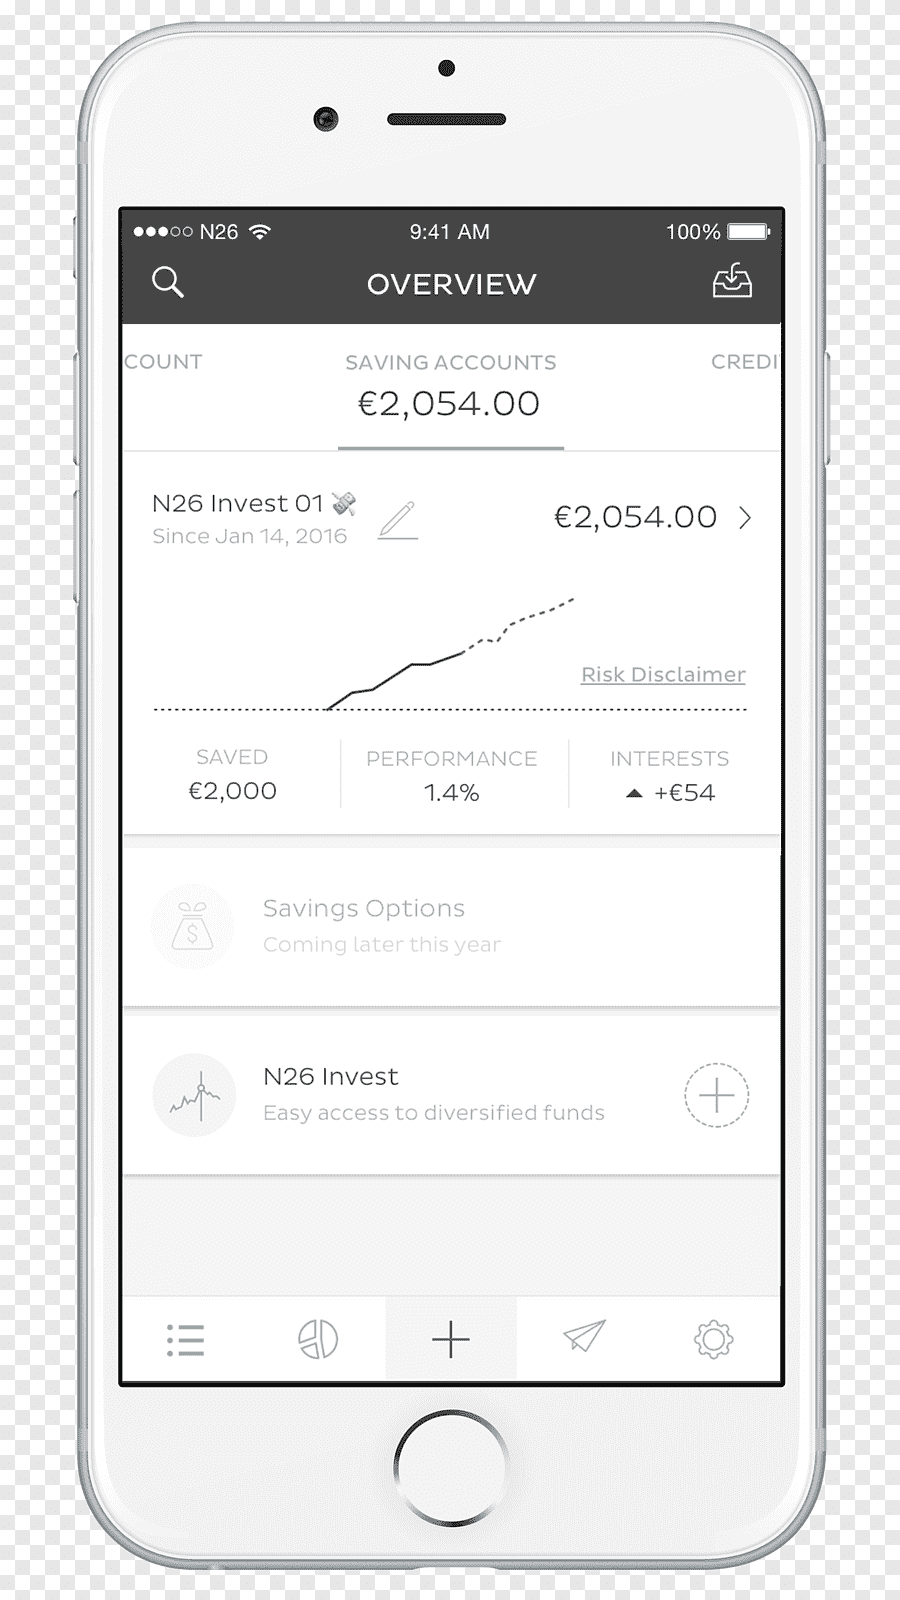 N26 9:41 AM 100%
OVERVIEW
COUNT SAVING ACCOUNTS CREDI
€2,054.00
N26 Invest 01 €2,054.00
Since Jan 14, 2016
Risk Disclaimer
SAVED PERFORMANCE INTERESTS
€2,000 1.4% ▲ +€54
$
Savings Options
Coming later this year
N26 Invest
Easy access to diversified funds